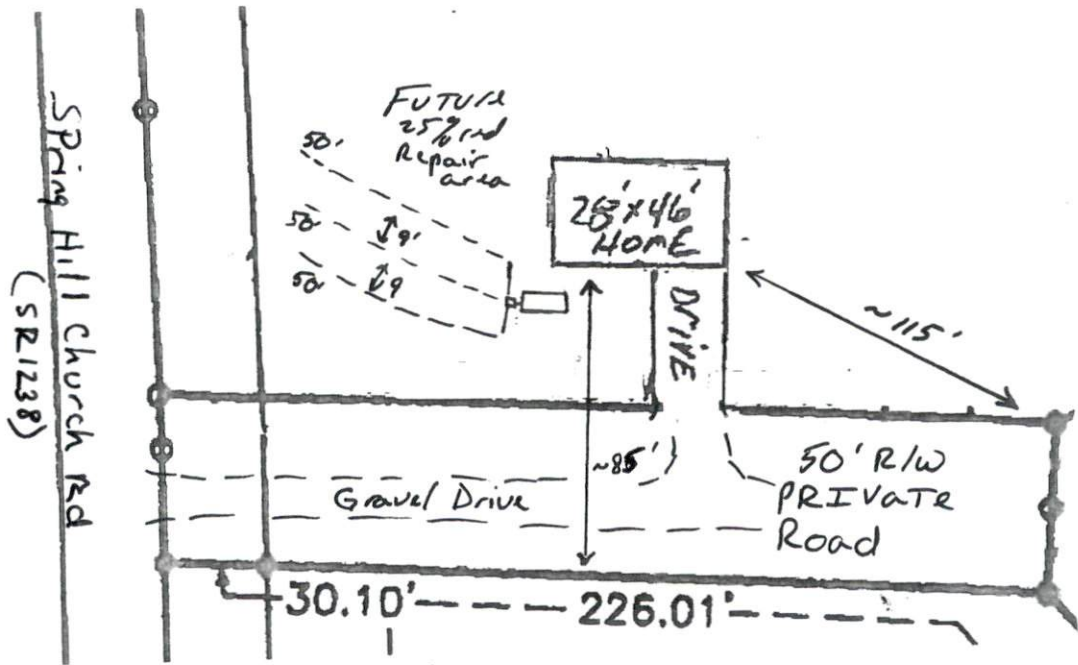 Spring Hill Church Rd
(SR1238)
Future
25% red
Repair
area
50'
50
50
9'
9
28'x46'
HOME
DRIVE
~115'
~85'
Gravel Drive
50' R/W
PRIVate
Road
30.10'
226.01'